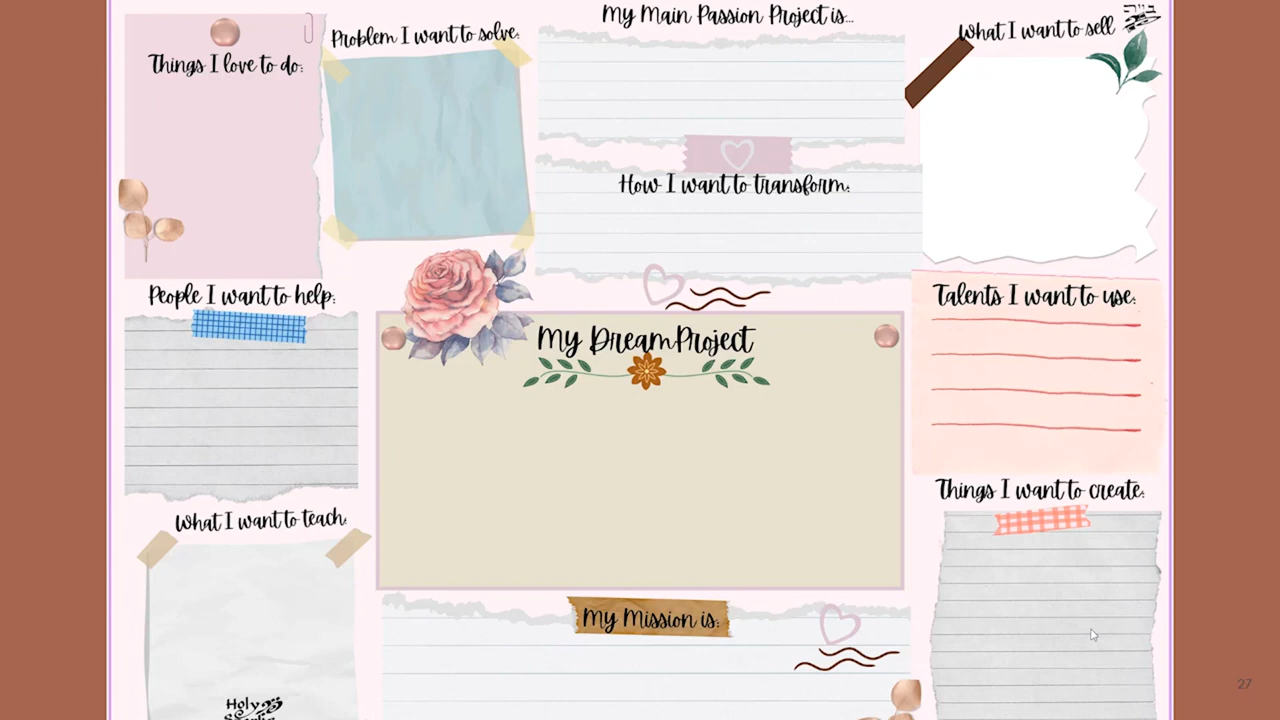 My Main Passion Project is...
What I want to sell
Problem I want to solve:
Things I love to do:
How I want to transform:
People I want to help:
Talents I want to use:
My Dream Project
Things I want to create:
What I want to teach:
My Mission is:
27
Holy